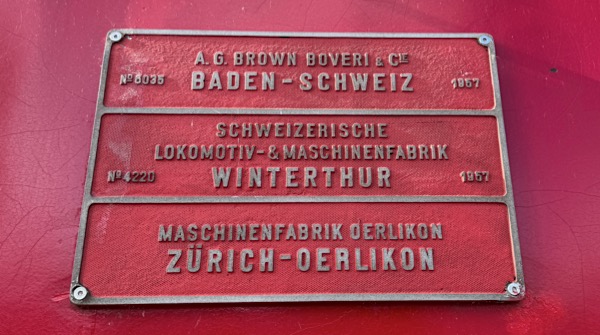 A.G. BROWN BOVERI & CIE
Nº 6035 BADEN-SCHWEIZ 1957
SCHWEIZERISCHE
LOKOMOTIV-& MASCHINENFABRIK
Nº 4220 WINTERTHUR 1957
MASCHINENFABRIK OERLIKON
ZÜRICH-OERLIKON